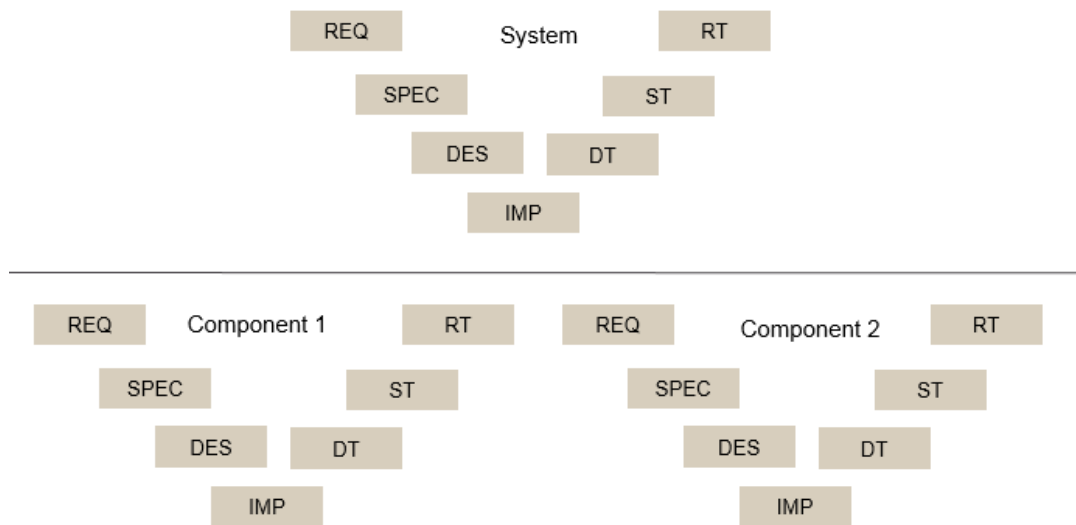 REQ System RT
SPEC ST
DES DT
IMP
REQ Component 1 RT REQ Component 2 RT
SPEC ST SPEC ST
DES DT DES DT
IMP IMP